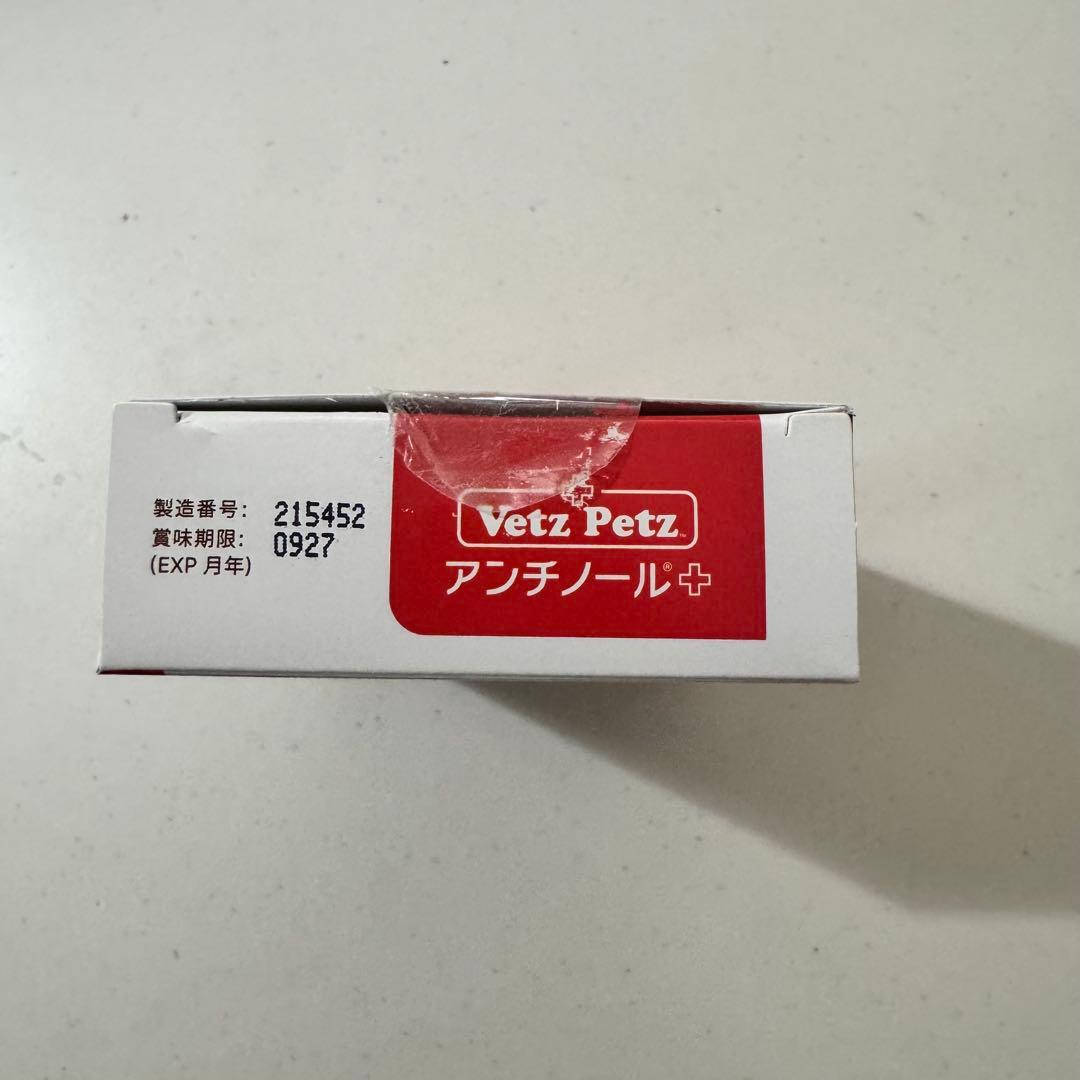 製造番号: 215452
賞味期限: 0927
(EXP 月年)
Vetz Petz™
アンチノール®+